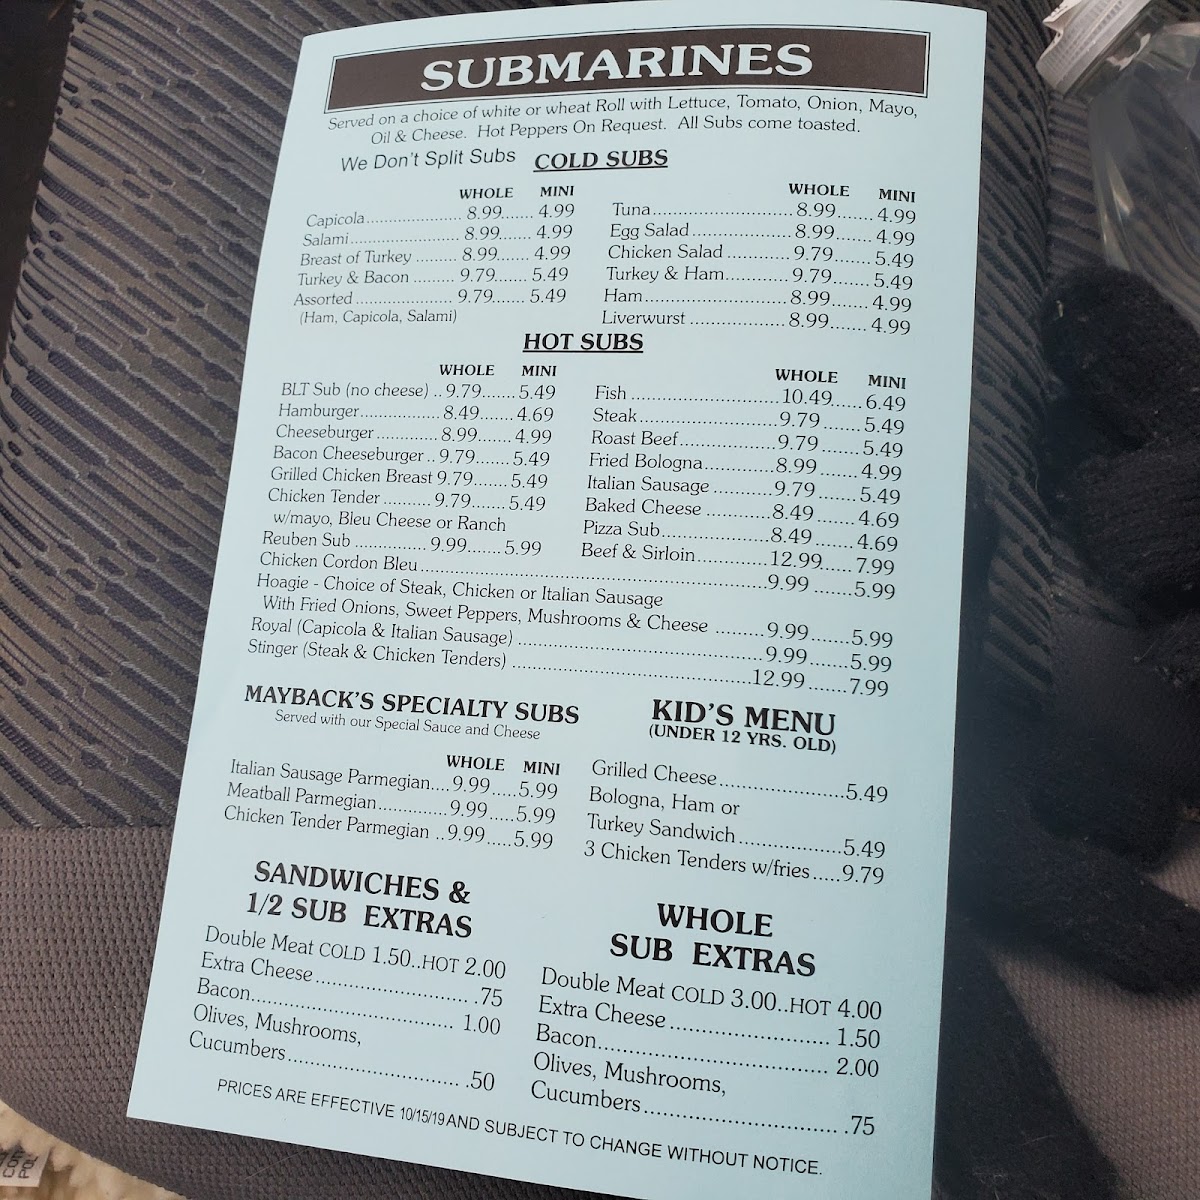 SUBMARINES
Served on a choice of white or wheat Roll with Lettuce, Tomato, Onion, Mayo,
Oil & Cheese. Hot Peppers On Request. All Subs come toasted.
We Don't Split Subs
COLD SUBS
WHOLE MINI
Capicola...................... 8.99....... 4.99
Salami......................... 8.99....... 4.99
Breast of Turkey ......... 8.99....... 4.99
Turkey & Bacon ......... 9.79....... 5.49
Assorted ..................... 9.79....... 5.49
(Ham, Capicola, Salami)
WHOLE MINI
Tuna.............................8.99.......4.99
Egg Salad.....................8.99.......4.99
Chicken Salad .............9.79.......5.49
Turkey & Ham.............9.79.......5.49
Ham.............................8.99.......4.99
Liverwurst ...................8.99.......4.99
HOT SUBS
WHOLE MINI
BLT Sub (no cheese) ..9.79.......5.49
Hamburger..................8.49.......4.69
Cheeseburger.............8.99.......4.99
Bacon Cheeseburger..9.79.......5.49
Grilled Chicken Breast 9.79.......5.49
Chicken Tender..........9.79.......5.49
w/mayo, Bleu Cheese or Ranch
Reuben Sub ...............9.99.......5.99
WHOLE MINI
Fish .............................10.49......6.49
Steak...........................9.79.......5.49
Roast Beef...................9.79.......5.49
Fried Bologna..............8.99.......4.99
Italian Sausage............9.79.......5.49
Baked Cheese .............8.49.......4.69
Pizza Sub.....................8.49.......4.69
Beef & Sirloin..............12.99......7.99
Chicken Cordon Bleu...............................................................9.99.......5.99
Hoagie - Choice of Steak, Chicken or Italian Sausage
With Fried Onions, Sweet Peppers, Mushrooms & Cheese .........9.99.......5.99
Royal (Capicola & Italian Sausage) ............................................9.99.......5.99
Stinger (Steak & Chicken Tenders) ...........................................12.99.......7.99
MAYBACK'S SPECIALTY SUBS
Served with our Special Sauce and Cheese
WHOLE MINI
Italian Sausage Parmegian....9.99.....5.99
Meatball Parmegian.............9.99.....5.99
Chicken Tender Parmegian ..9.99.....5.99
KID'S MENU
(UNDER 12 YRS. OLD)
Grilled Cheese.......................5.49
Bologna, Ham or
Turkey Sandwich...................5.49
3 Chicken Tenders w/fries.....9.79
SANDWICHES &
1/2 SUB EXTRAS
Double Meat COLD 1.50..HOT 2.00
Extra Cheese............................ .75
Bacon...................................... 1.00
Olives, Mushrooms,
Cucumbers................................ .50
WHOLE
SUB EXTRAS
Double Meat COLD 3.00..HOT 4.00
Extra Cheese............................. 1.50
Bacon......................................... 2.00
Olives, Mushrooms,
Cucumbers.................................... .75
PRICES ARE EFFECTIVE 10/15/19 AND SUBJECT TO CHANGE WITHOUT NOTICE.